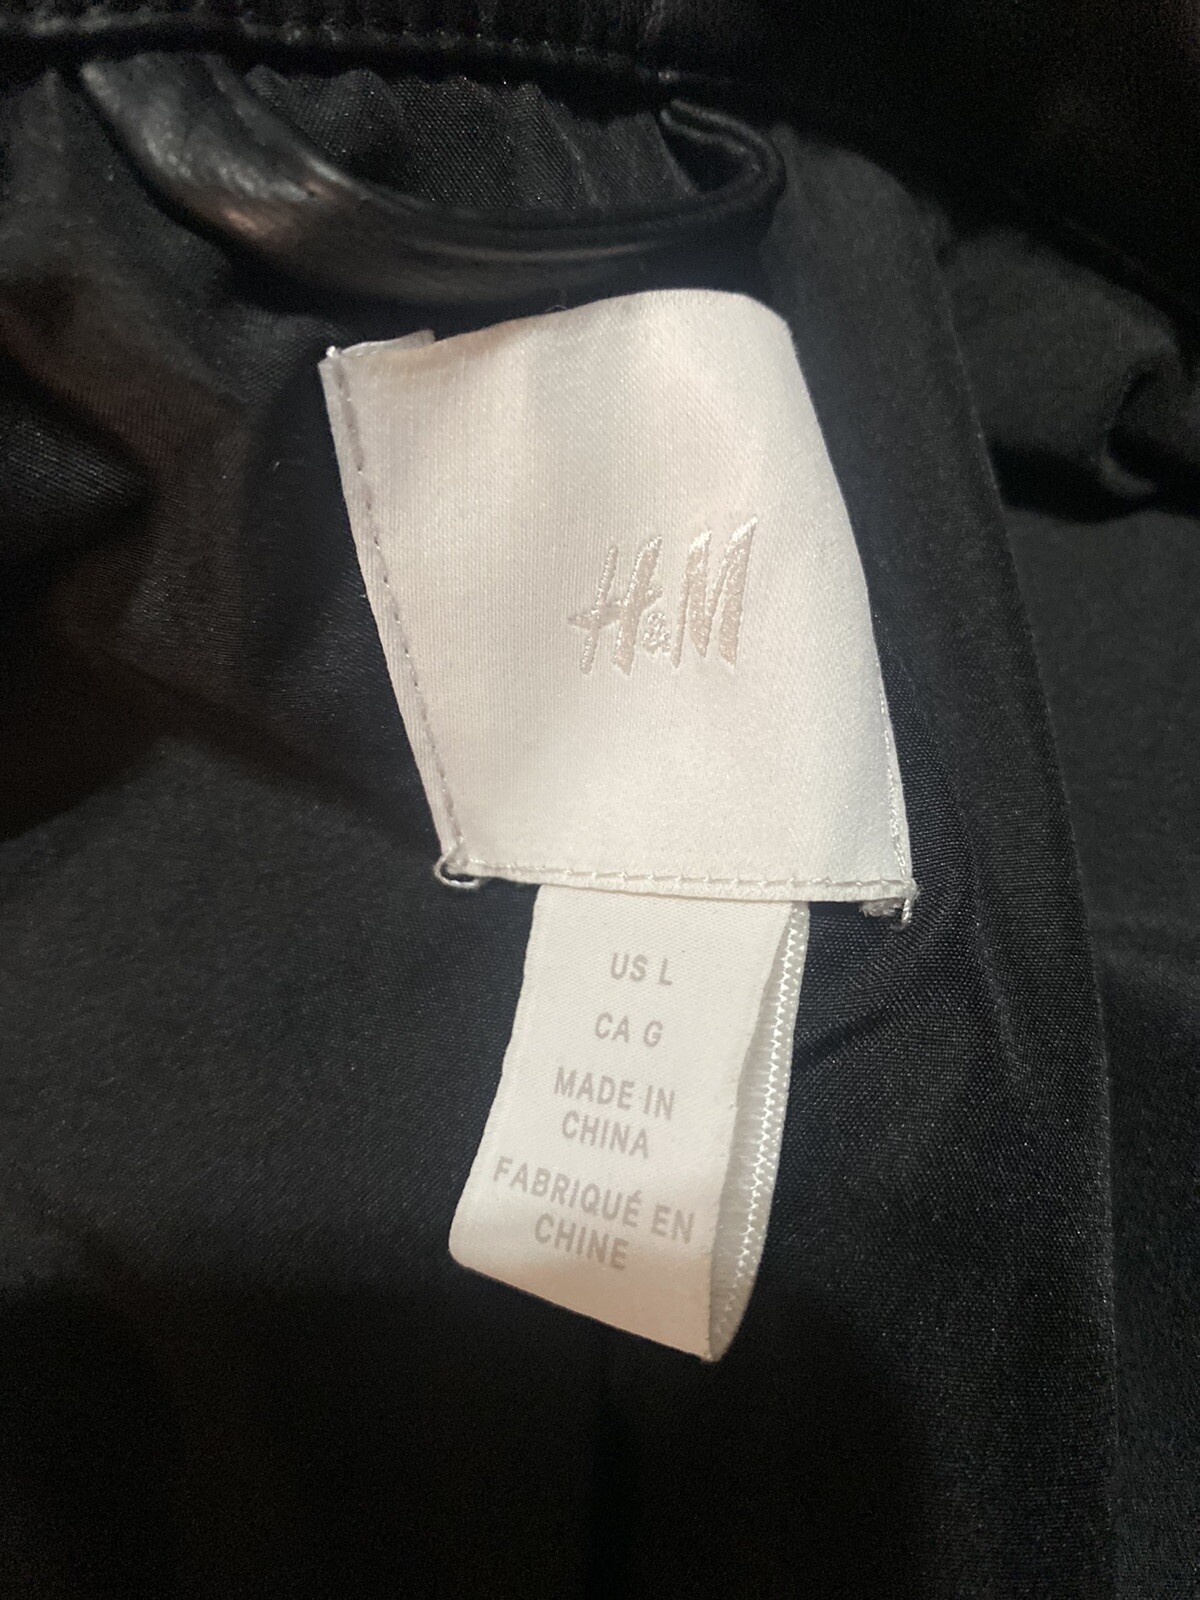 H&M
US L
CA G
MADE IN
CHINA
FABRIQUÉ EN
CHINE